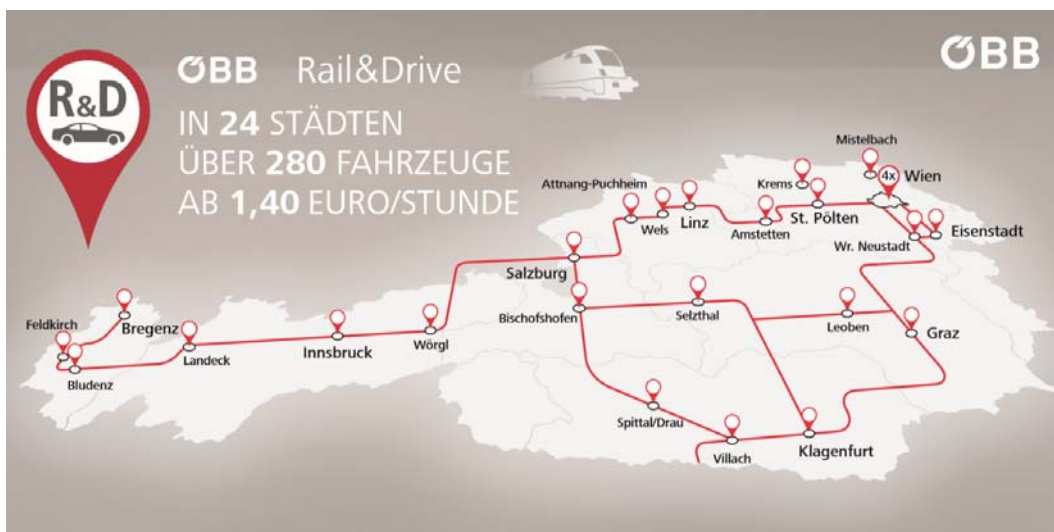 R&D
ÖBB Rail&Drive
IN 24 STÄDTEN
ÜBER 280 FAHRZEUGE
AB 1,40 EURO/STUNDE
ÖBB
Mistelbach
4x Wien
Krems
Attnang-Puchheim
St. Pölten
Linz
Wels
Amstetten
Eisenstadt
Wr. Neustadt
Salzburg
Bischofshofen
Selzthal
Leoben
Graz
Feldkirch
Bregenz
Innsbruck
Wörgl
Landeck
Bludenz
Spittal/Drau
Villach
Klagenfurt